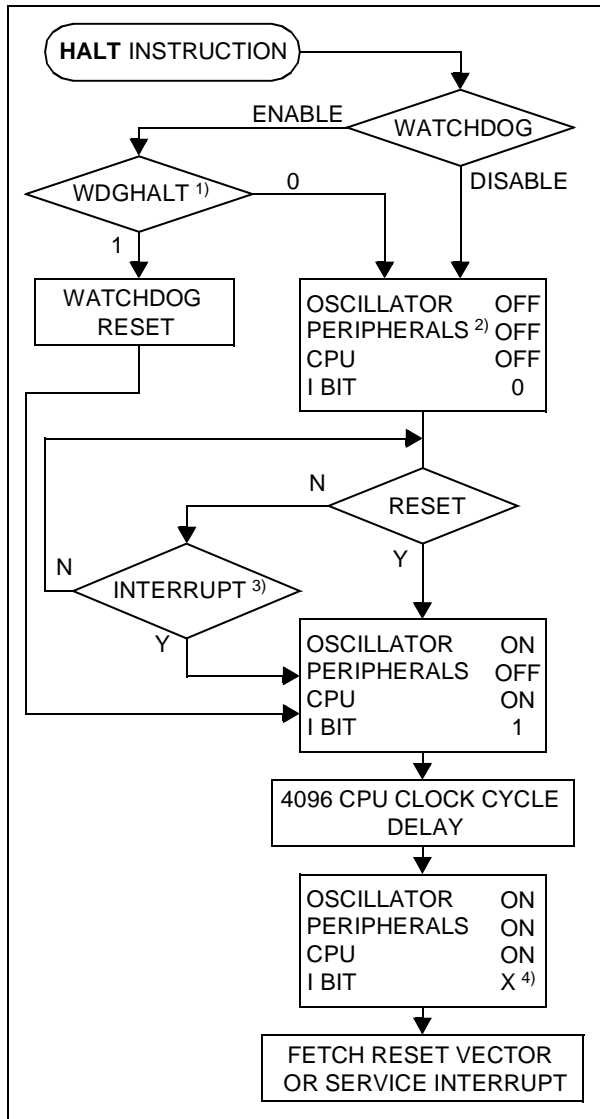 HALT INSTRUCTION
WATCHDOG
ENABLE
DISABLE
WDGHALT 1)
0
1
WATCHDOG
RESET
OSCILLATOR OFF
PERIPHERALS 2) OFF
CPU OFF
I BIT 0
RESET
N
Y
INTERRUPT 3)
N
Y
OSCILLATOR ON
PERIPHERALS OFF
CPU ON
I BIT 1
4096 CPU CLOCK CYCLE
DELAY
OSCILLATOR ON
PERIPHERALS ON
CPU ON
I BIT X 4)
FETCH RESET VECTOR
OR SERVICE INTERRUPT